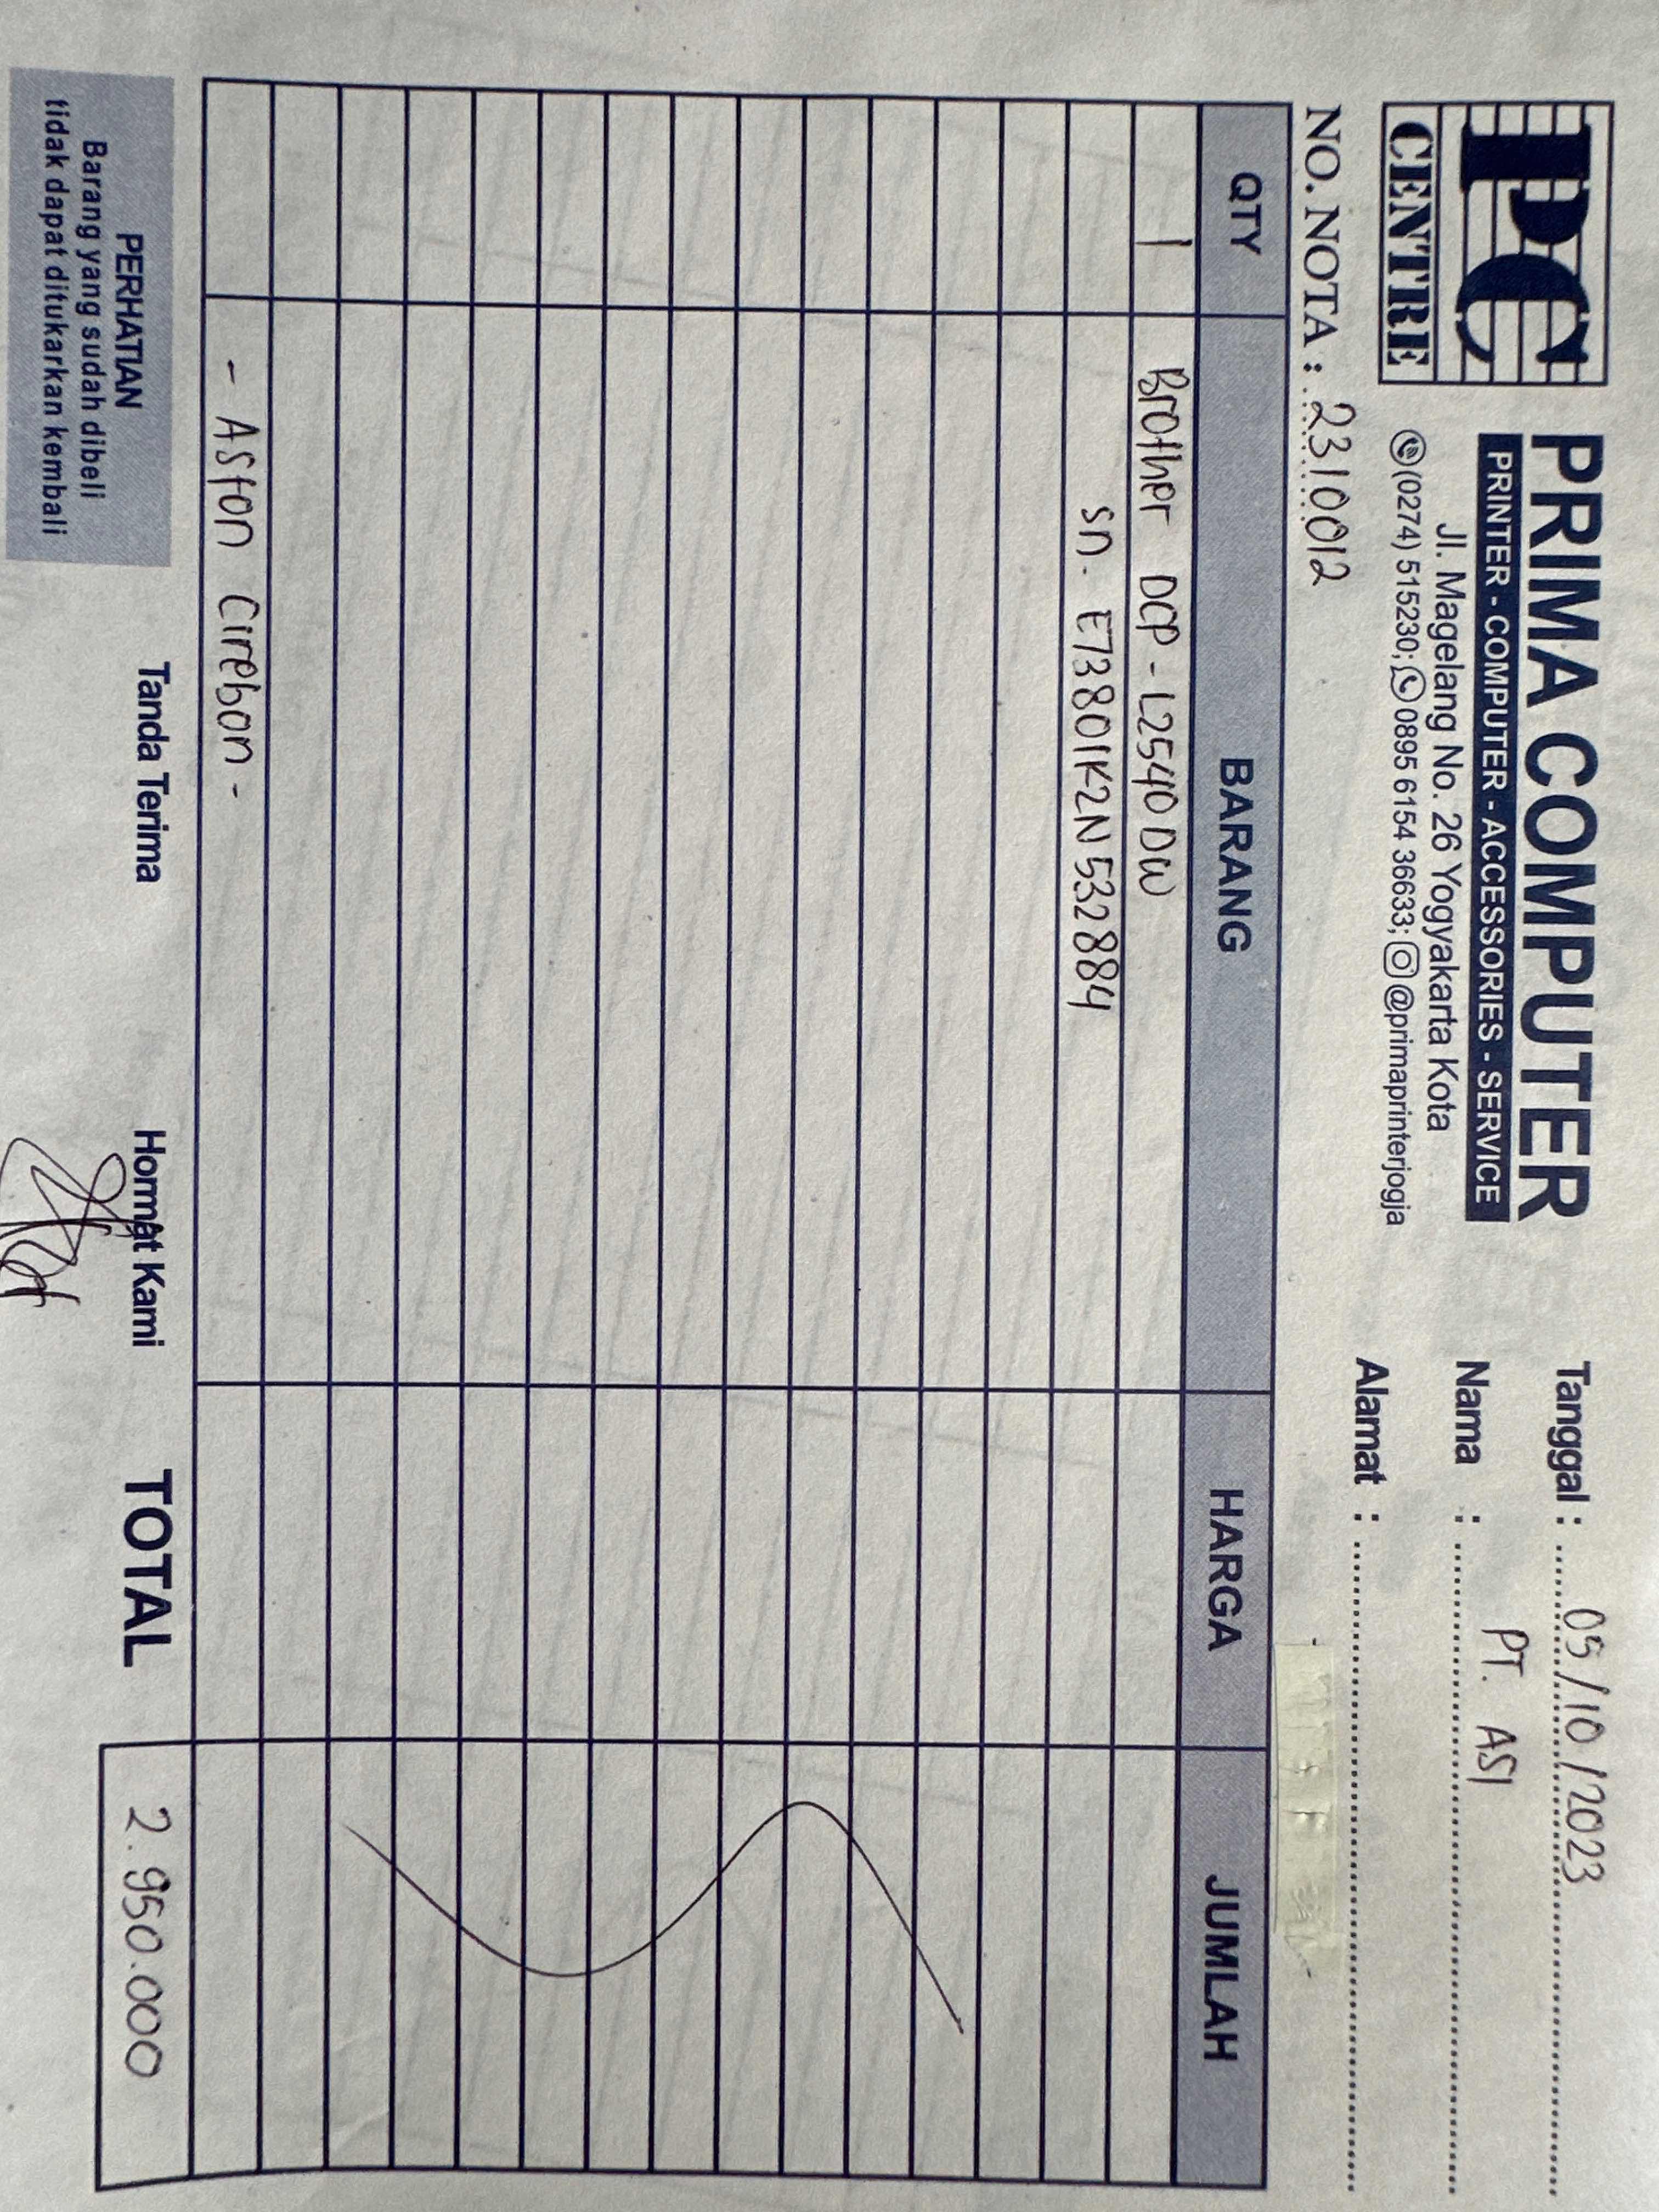 PC
CENTRE
PRIMA COMPUTER
PRINTER - COMPUTER - ACCESSORIES - SERVICE
Jl. Magelang No. 26 Yogyakarta Kota
(0274) 515230; 0895 6154 36633; @primaprinterjogja
Tanggal : 05/10/2023
Nama : PT. ASI
Alamat :
NO. NOTA : 2310012
QTY BARANG HARGA JUMLAH
1 Brother DCP-L2540DW
sn. E73801K2N532884
- Aston Cirebon -
PERHATIAN
Barang yang sudah dibeli
tidak dapat ditukarkan kembali
Tanda Terima
Hormat Kami
TOTAL 2.950.000